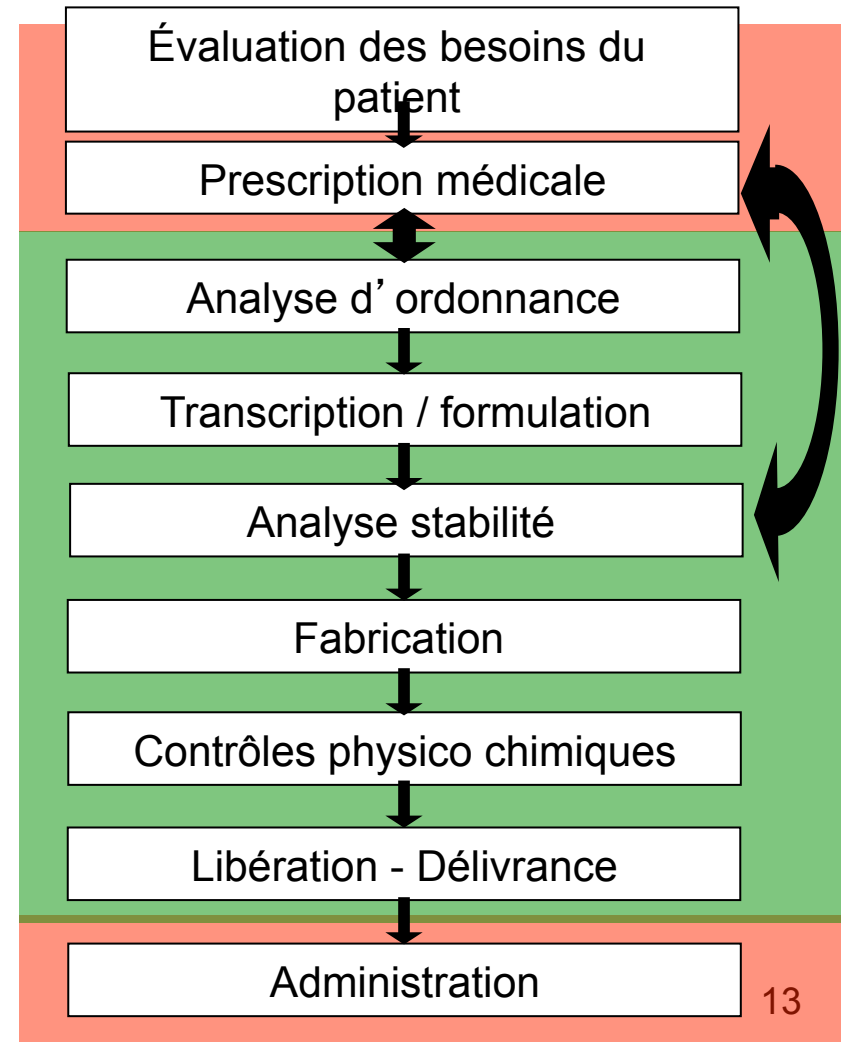 Évaluation des besoins du
patient
Prescription médicale
Analyse d’ordonnance
Transcription / formulation
Analyse stabilité
Fabrication
Contrôles physico chimiques
Libération - Délivrance
Administration
13